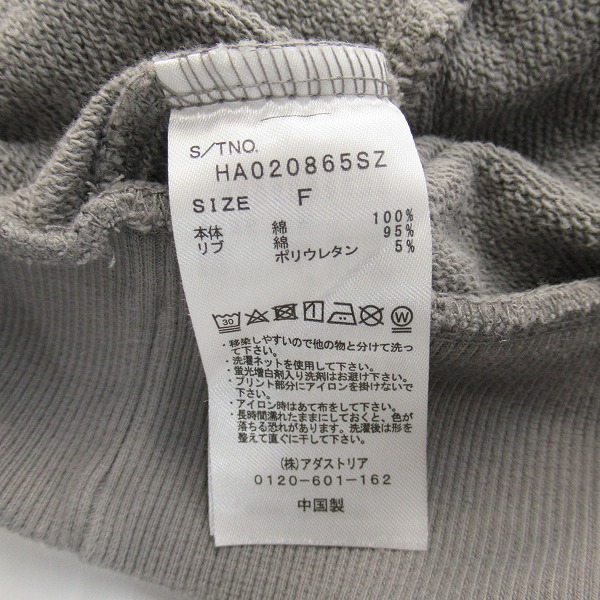 S/TNO.
HA020865SZ
SIZE F
本体 綿 100%
リブ 綿 95%
ポリウレタン 5%
30 W
・移染しやすいので他の物と分けて洗っ
て下さい。
・洗濯ネットを使用して下さい。
・蛍光増白剤入り洗剤はお避け下さい。
・プリント部分にアイロンを掛けないで
下さい。
・アイロン時はあて布をして下さい。
・長時間濡れたままにしておくと、色が
落ちる恐れがあります。洗濯後は形を
整えて直ぐに干して下さい。
(株)アダストリア
0120-601-162
中国製